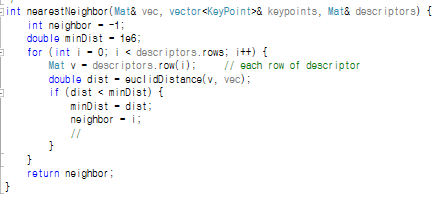 int nearestNeighbor(Mat& vec, vector<KeyPoint>& keypoints, Mat& descriptors) {
    int neighbor = -1;
    double minDist = 1e6;
    for (int i = 0; i < descriptors.rows; i++) {
        Mat v = descriptors.row(i);    // each row of descriptor
        double dist = euclidDistance(v, vec);
        if (dist < minDist) {
            minDist = dist;
            neighbor = i;
            //
        }
    }
    return neighbor;
}